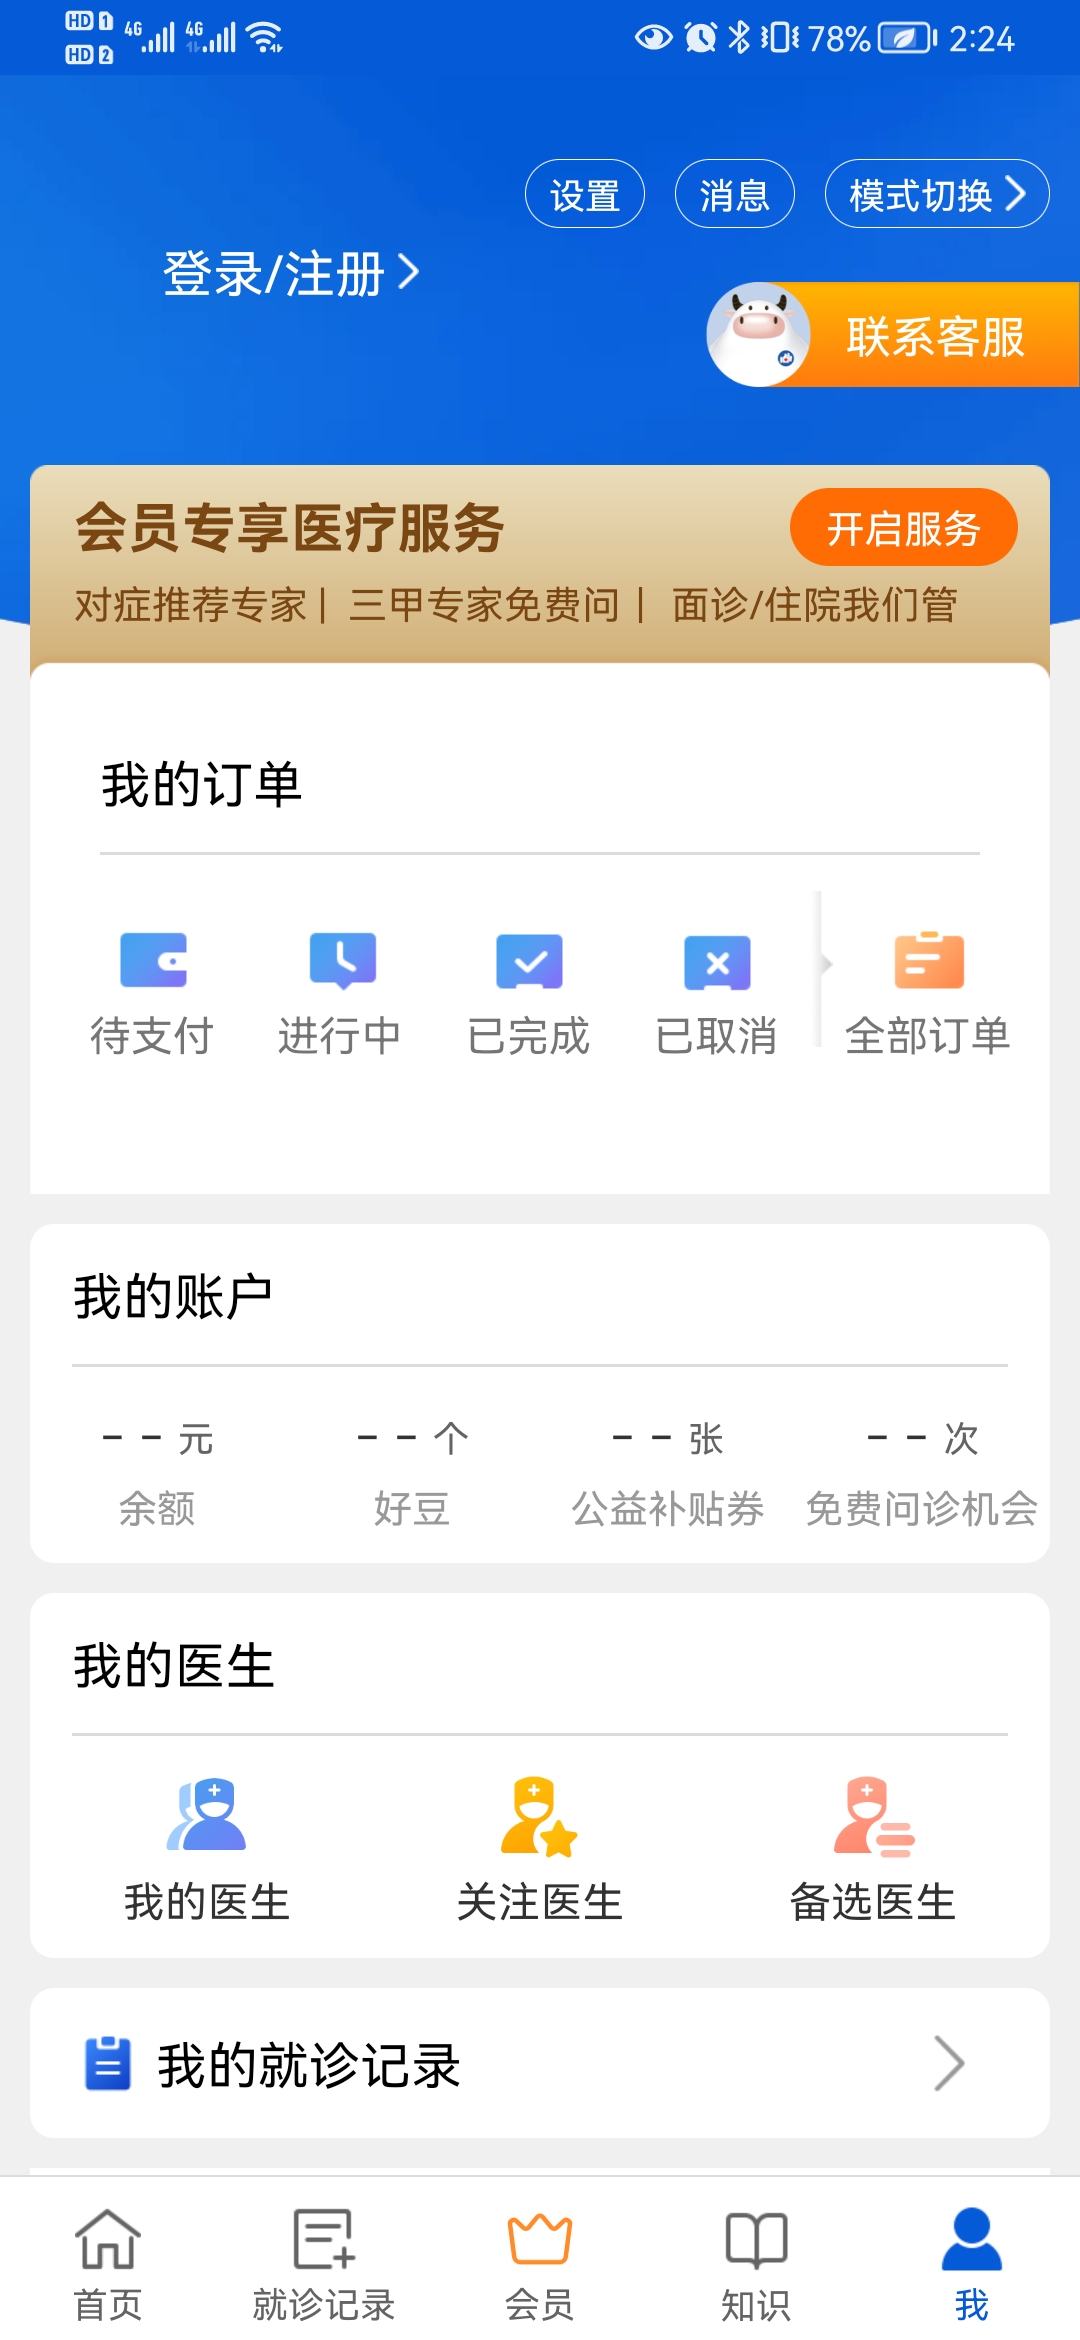 HD 1 4G 4G 78% 2:24
HD 2
设置 消息 模式切换
登录/注册
联系客服
会员专享医疗服务 开启服务
对症推荐专家 | 三甲专家免费问 | 面诊/住院我们管
我的订单
待支付 进行中 已完成 已取消 全部订单
我的账户
-- 元 -- 个 -- 张 -- 次
余额 好豆 公益补贴券 免费问诊机会
我的医生
我的医生 关注医生 备选医生
我的就诊记录
首页 就诊记录 会员 知识 我